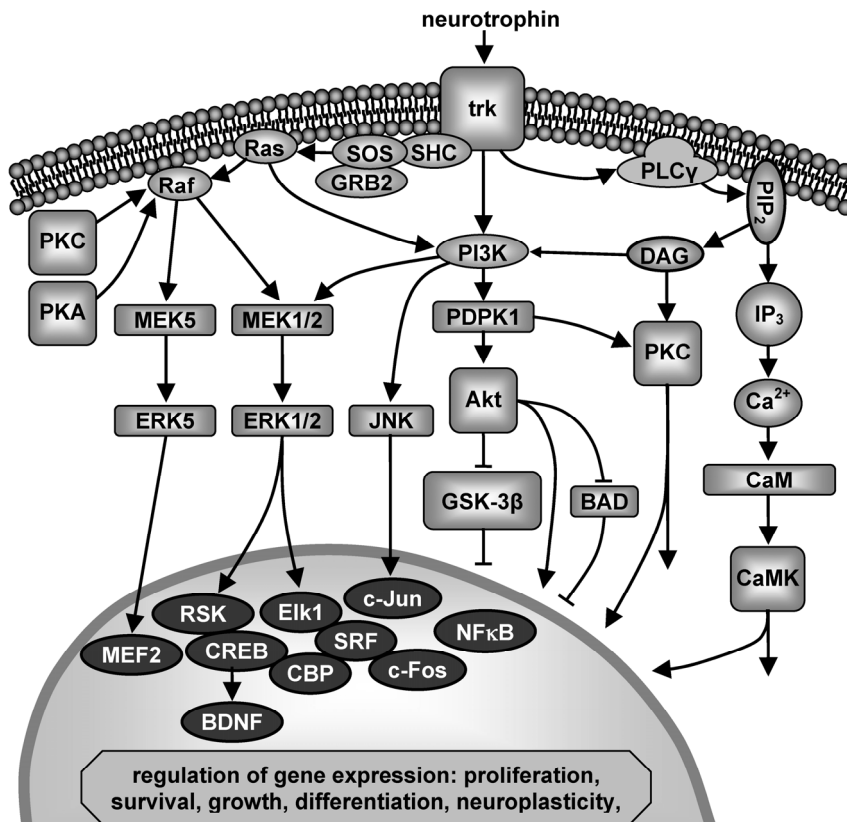 neurotrophin
trk
Ras
SOS
SHC
GRB2
PLCγ
PIP₂
Raf
PKC
PI3K
DAG
PKA
MEK5
MEK1/2
PDPK1
IP₃
PKC
Akt
Ca²⁺
ERK5
ERK1/2
JNK
CaM
GSK-3β
BAD
CaMK
c-Jun
RSK
Elk1
NFκB
SRF
MEF2
CREB
CBP
c-Fos
BDNF
regulation of gene expression: proliferation,
survival, growth, differentiation, neuroplasticity,